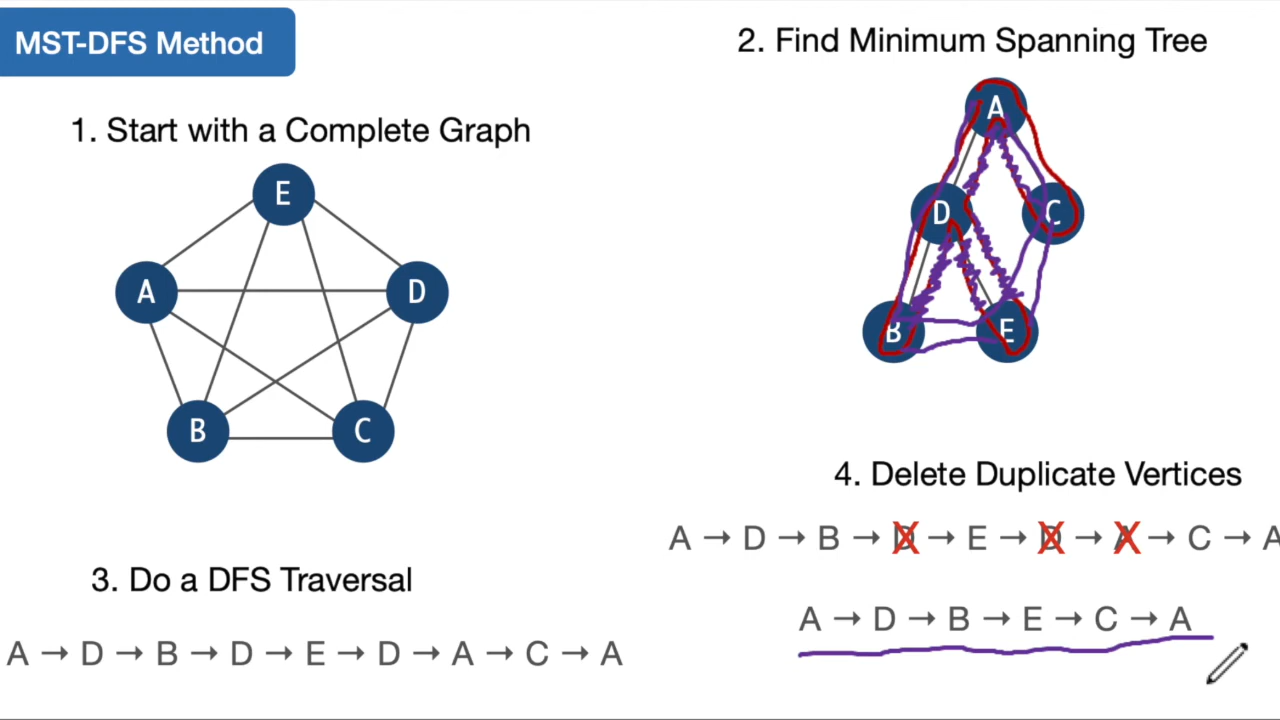 MST-DFS Method
1. Start with a Complete Graph
E
A
D
B
C
2. Find Minimum Spanning Tree
A
D
C
B
E
3. Do a DFS Traversal
A → D → B → D → E → D → A → C → A
4. Delete Duplicate Vertices
A → D → B → D → E → D → A → C → A
A → D → B → E → C → A